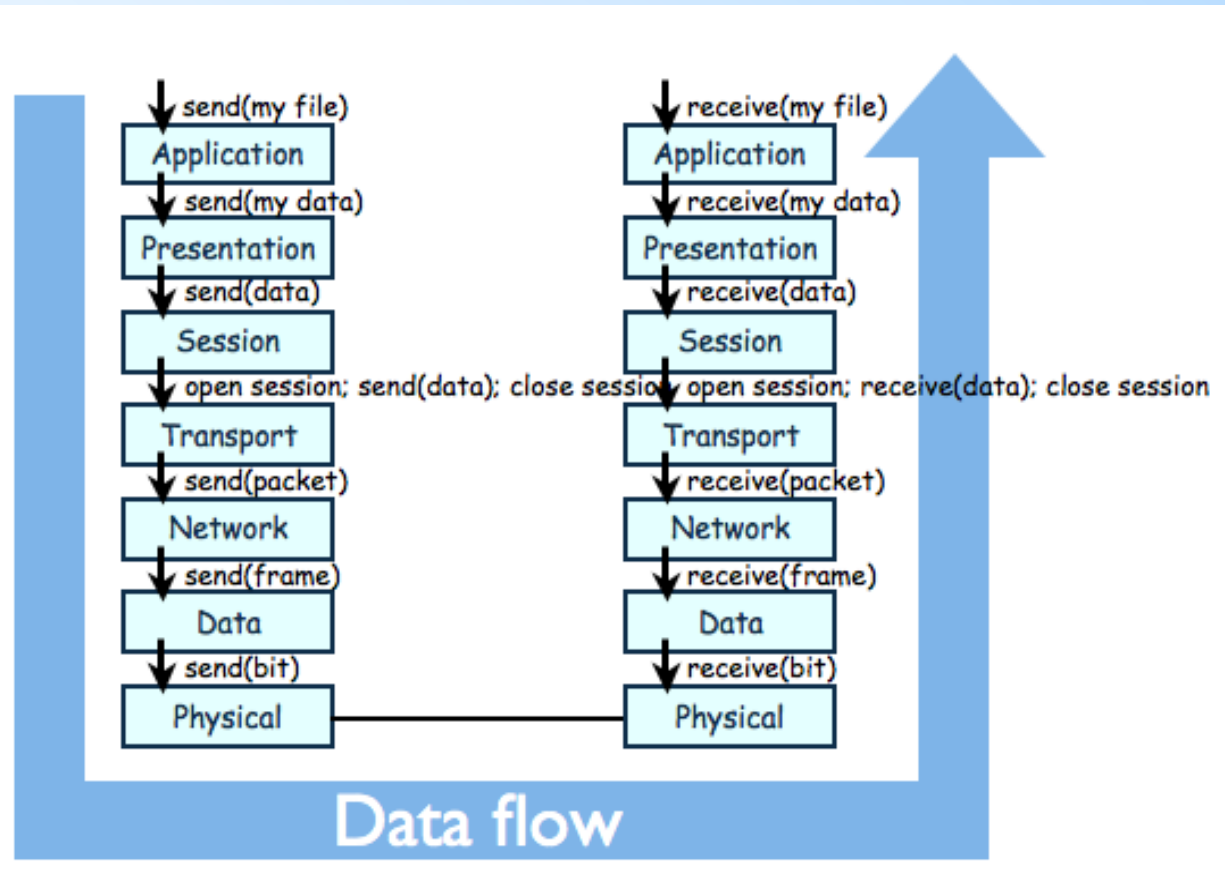 send(my file)
Application
send(my data)
Presentation
send(data)
Session
open session; send(data); close session
Transport
send(packet)
Network
send(frame)
Data
send(bit)
Physical
receive(my file)
Application
receive(my data)
Presentation
receive(data)
Session
open session; receive(data); close session
Transport
receive(packet)
Network
receive(frame)
Data
receive(bit)
Physical
Data flow